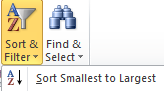 A
Z
Sort & Find &
Filter Select
A
Z
Sort Smallest to Largest